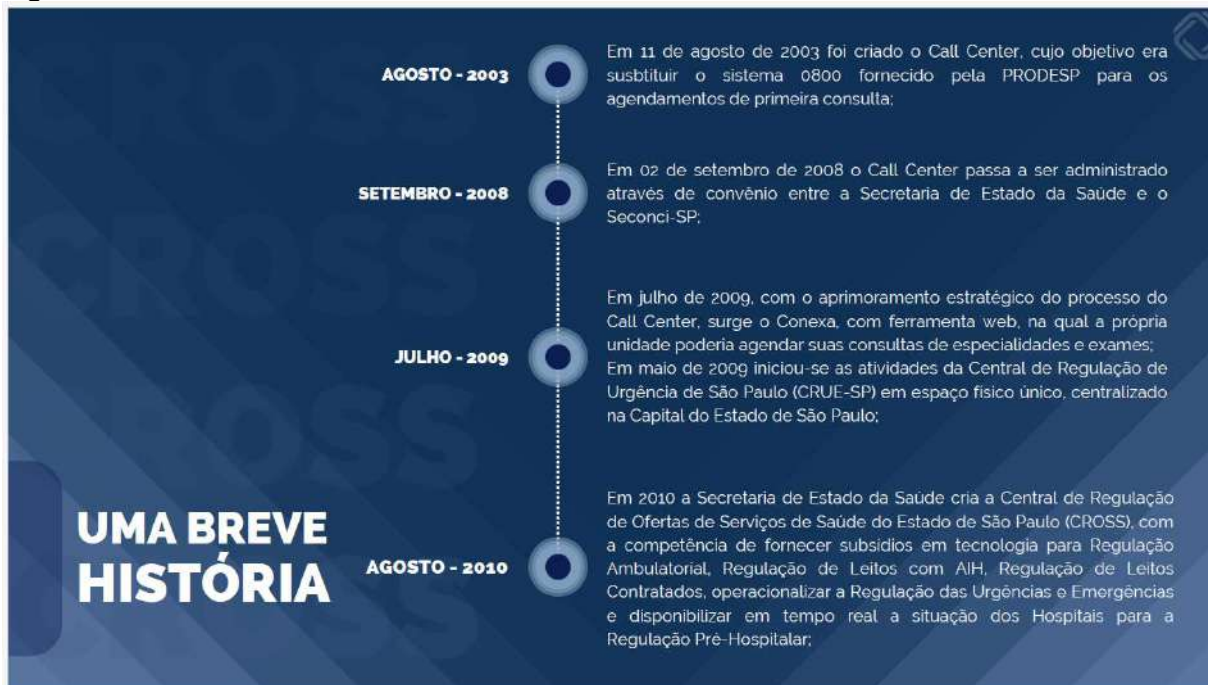 AGOSTO - 2003
Em 11 de agosto de 2003 foi criado o Call Center, cujo objetivo era
susbtituir o sistema 0800 fornecido pela PRODESP para os
agendamentos de primeira consulta;
SETEMBRO - 2008
Em 02 de setembro de 2008 o Call Center passa a ser administrado
através de convênio entre a Secretaria de Estado da Saúde e o
Seconci-SP;
JULHO - 2009
Em julho de 2009, com o aprimoramento estratégico do processo do
Call Center, surge o Conexa, com ferramenta web, na qual a própria
unidade poderia agendar suas consultas de especialidades e exames;
Em maio de 2009 iniciou-se as atividades da Central de Regulação de
Urgência de São Paulo (CRUE-SP) em espaço físico único, centralizado
na Capital do Estado de São Paulo;
UMA BREVE
HISTÓRIA
AGOSTO - 2010
Em 2010 a Secretaria de Estado da Saúde cria a Central de Regulação
de Ofertas de Serviços de Saúde do Estado de São Paulo (CROSS), com
a competência de fornecer subsídios em tecnologia para Regulação
Ambulatorial, Regulação de Leitos com AIH, Regulação de Leitos
Contratados, operacionalizar a Regulação das Urgências e Emergências
e disponibilizar em tempo real a situação dos Hospitais para a
Regulação Pré-Hospitalar;
CROSS
CROSS
CROSS
CROSS